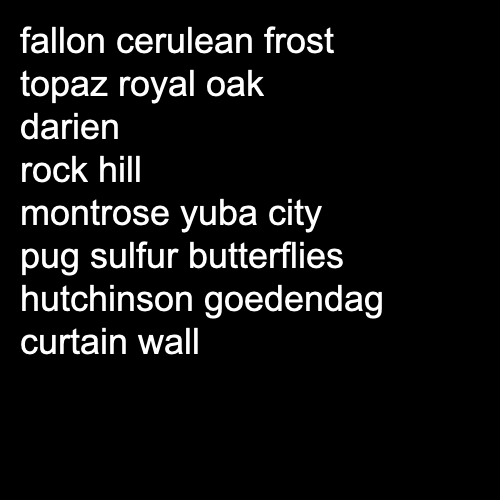 fallon cerulean frost
topaz royal oak
darien
rock hill
montrose yuba city
pug sulfur butterflies
hutchinson goedendag
curtain wall